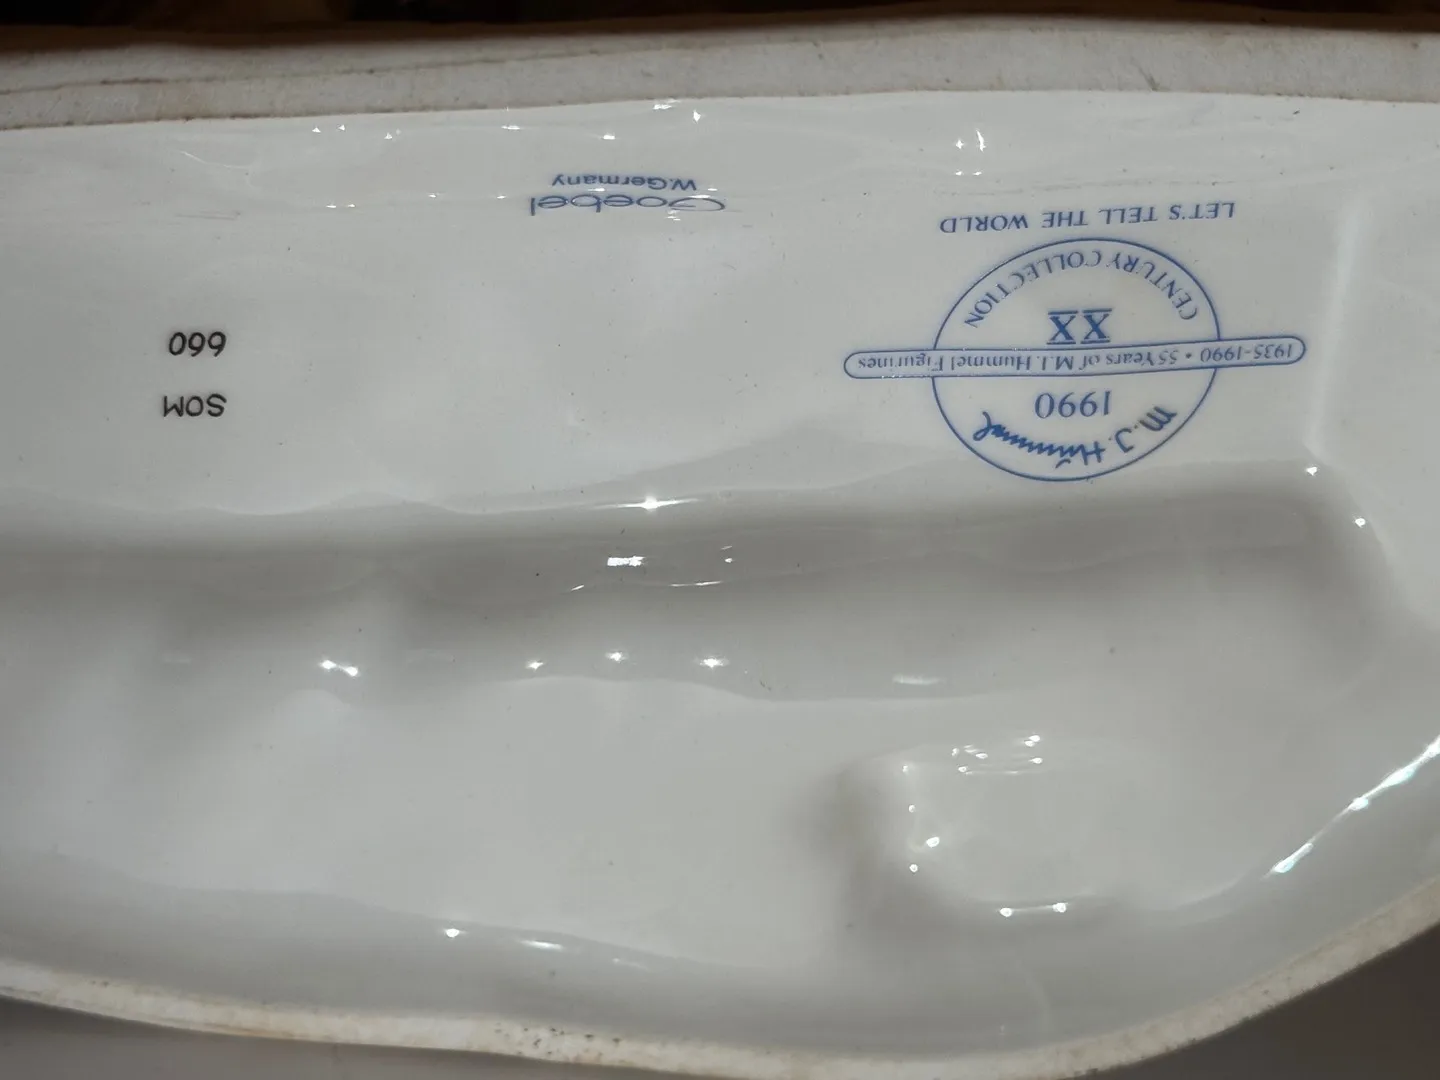 M.J. Hummel
1990
1935-1990 • 55 Years of M.I. Hummel Figurines
XX
CENTURY COLLECTION
LET'S TELL THE WORLD
Goebel
W.Germany
SOM
660